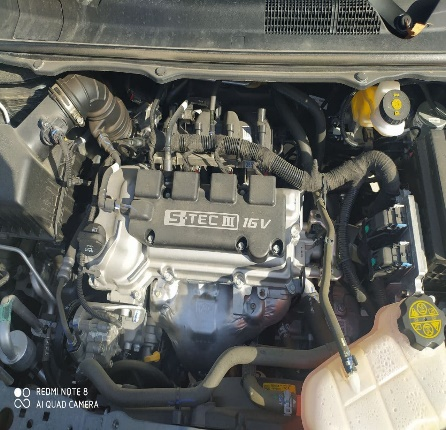 S-TEC III 16V
REDMI NOTE 8
AI QUAD CAMERA